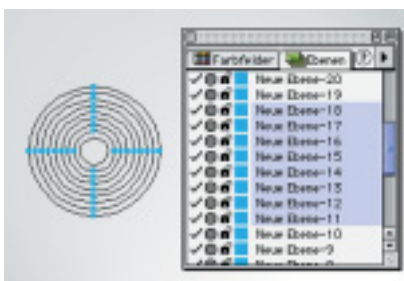 Farbfelder Ebenen
Neue Ebene-20
Neue Ebene-19
Neue Ebene-18
Neue Ebene-17
Neue Ebene-16
Neue Ebene-15
Neue Ebene-14
Neue Ebene-13
Neue Ebene-12
Neue Ebene-11
Neue Ebene-10
Neue Ebene-9